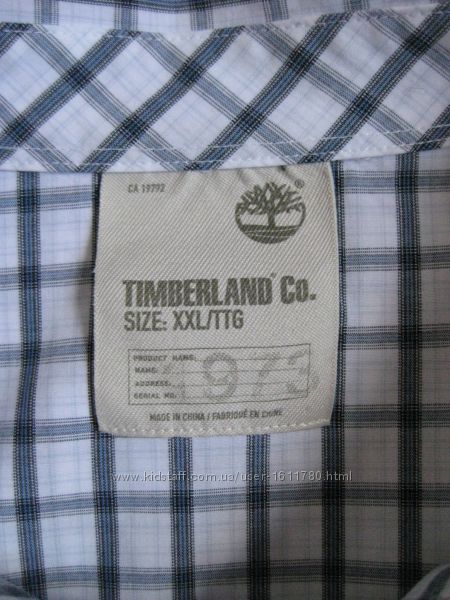 CA 19792
®
TIMBERLAND® Co.
SIZE: XXL/TTG
PRODUCT NAME:
NAME:
ADDRESS:
SERIAL NO.
1973
MADE IN CHINA / FABRIQUÉ EN CHINE
www.kidstaff.com.ua/user-1611780.html